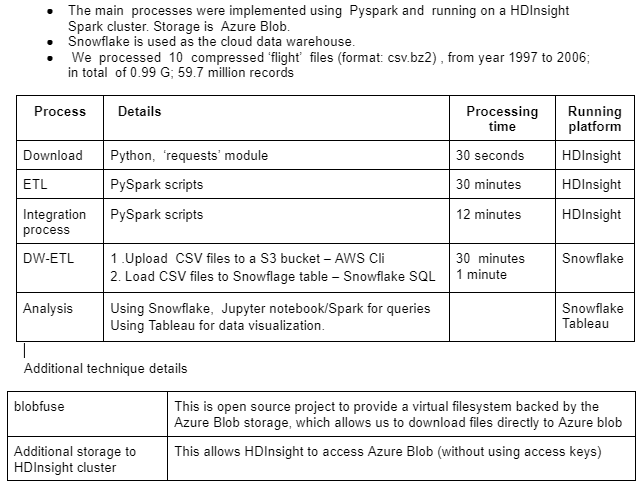 • The main processes were implemented using Pyspark and running on a HDInsight
Spark cluster. Storage is Azure Blob.
• Snowflake is used as the cloud data warehouse.
• We processed 10 compressed ‘flight’ files (format: csv.bz2) , from year 1997 to 2006;
in total of 0.99 G; 59.7 million records
Process Details Processing time Running platform
Download Python, ‘requests’ module 30 seconds HDInsight
ETL PySpark scripts 30 minutes HDInsight
Integration process PySpark scripts 12 minutes HDInsight
DW-ETL 1 .Upload CSV files to a S3 bucket – AWS Cli 30 minutes Snowflake
2. Load CSV files to Snowflage table – Snowflake SQL 1 minute
Analysis Using Snowflake, Jupyter notebook/Spark for queries Snowflake
Using Tableau for data visualization. Tableau
Additional technique details
blobfuse This is open source project to provide a virtual filesystem backed by the
Azure Blob storage, which allows us to download files directly to Azure blob
Additional storage to This allows HDInsight to access Azure Blob (without using access keys)
HDInsight cluster